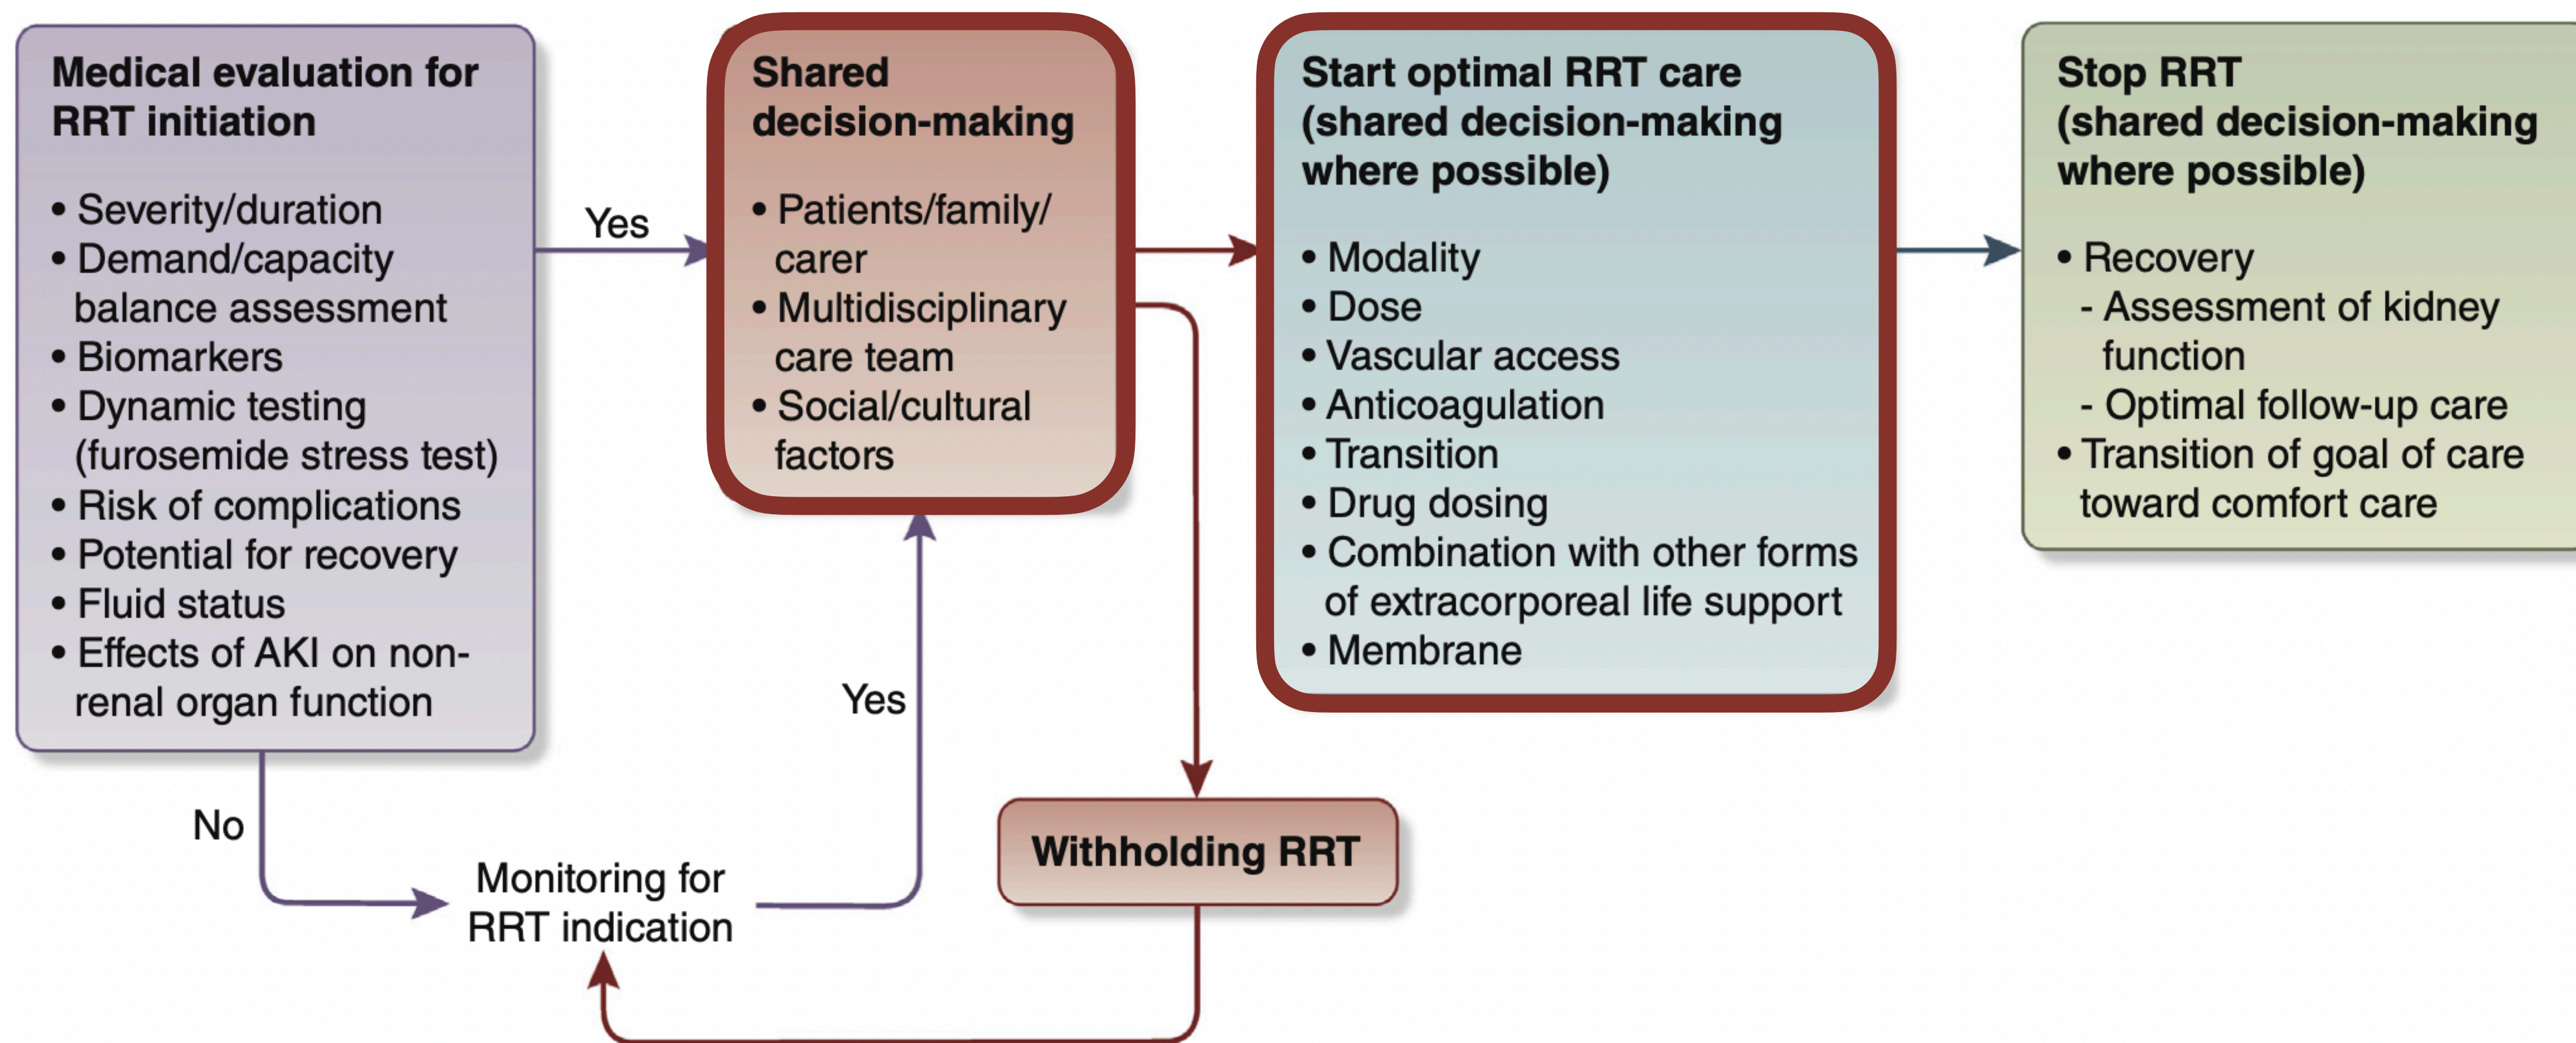 Medical evaluation for
RRT initiation
• Severity/duration
• Demand/capacity
balance assessment
• Biomarkers
• Dynamic testing
(furosemide stress test)
• Risk of complications
• Potential for recovery
• Fluid status
• Effects of AKI on non-
renal organ function
Yes
No
Monitoring for
RRT indication
Yes
Shared
decision-making
• Patients/family/
carer
• Multidisciplinary
care team
• Social/cultural
factors
Withholding RRT
Start optimal RRT care
(shared decision-making
where possible)
• Modality
• Dose
• Vascular access
• Anticoagulation
• Transition
• Drug dosing
• Combination with other forms
of extracorporeal life support
• Membrane
Stop RRT
(shared decision-making
where possible)
• Recovery
- Assessment of kidney
function
- Optimal follow-up care
• Transition of goal of care
toward comfort care